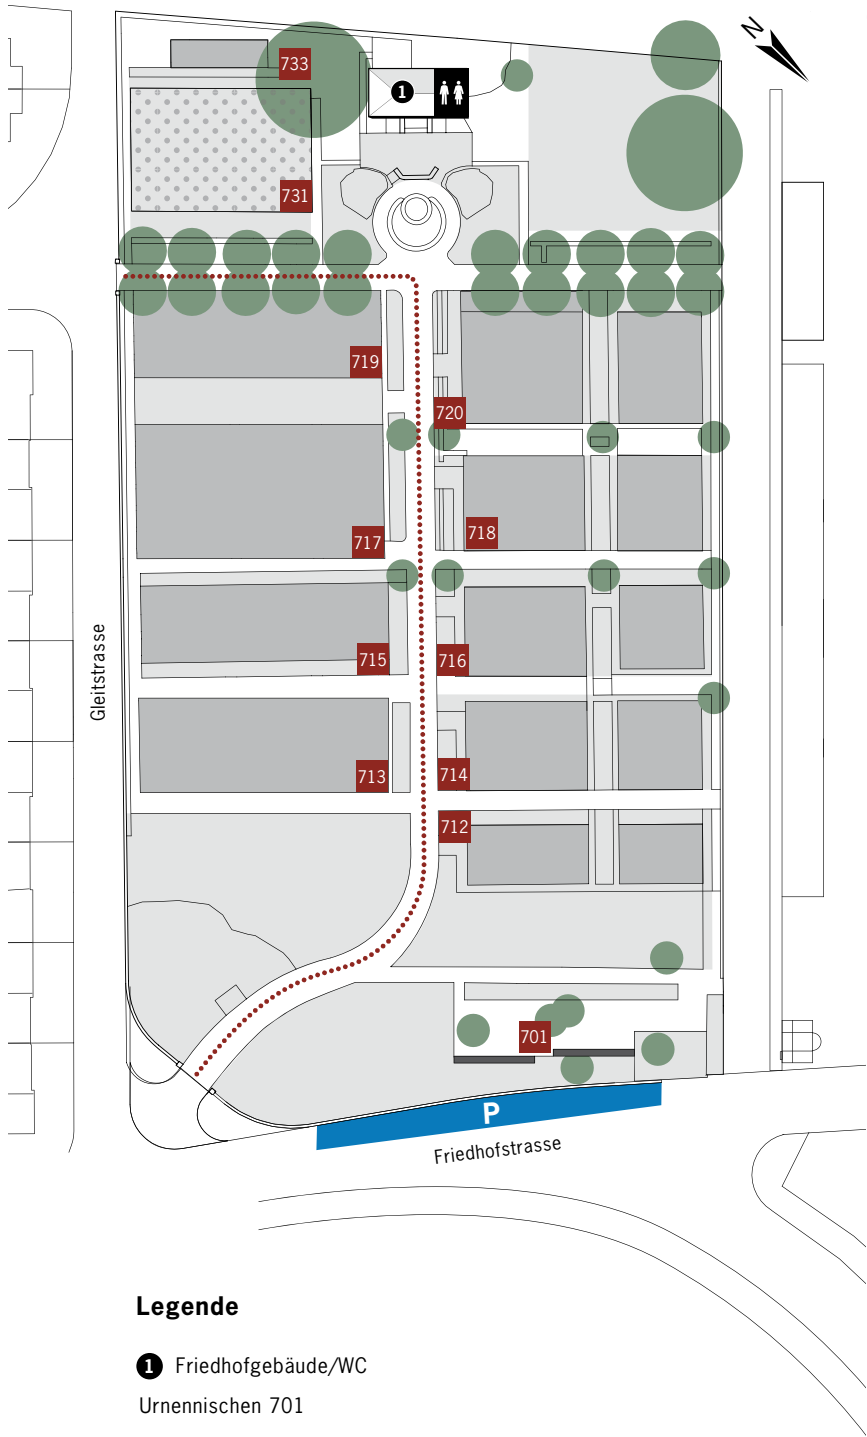 N
733
1
731
719
720
717
718
715
716
713
714
712
Gleitstrasse
701
P
Friedhofstrasse
Legende
1 Friedhofgebäude/WC
Urnennischen 701